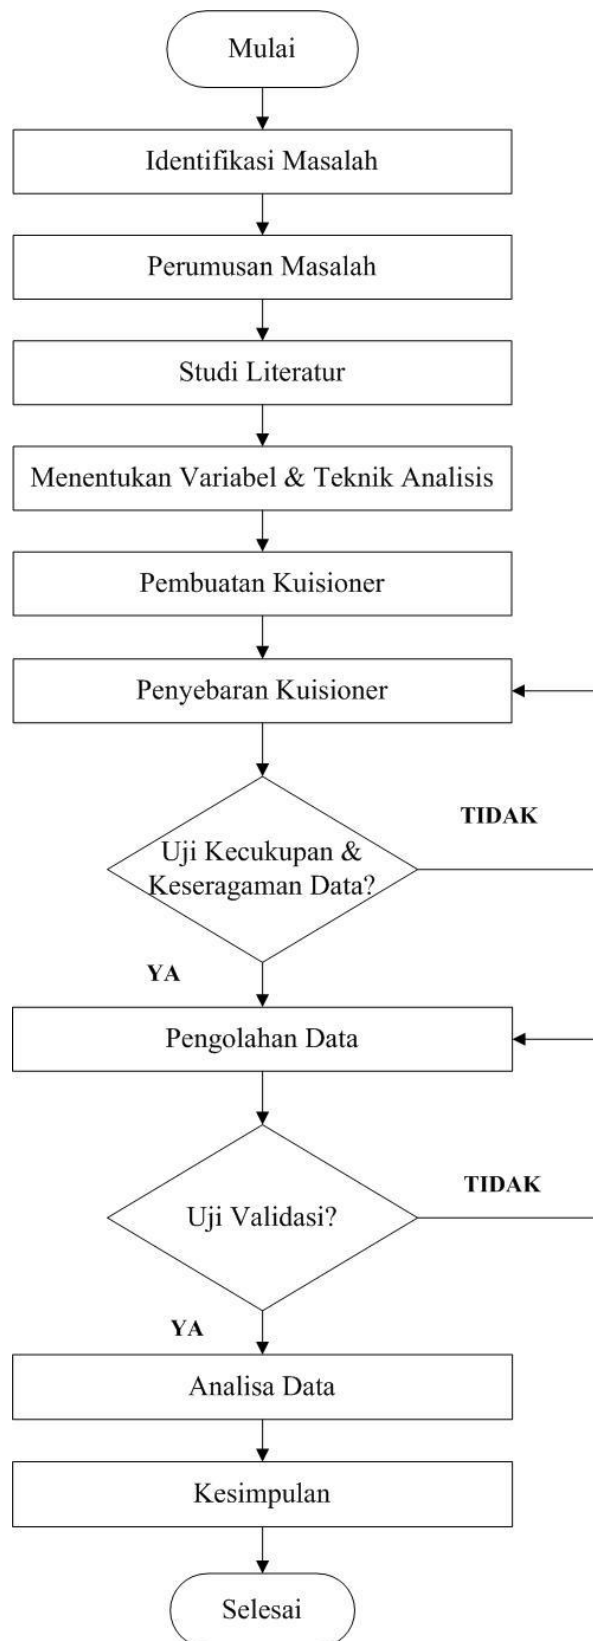 Mulai
Identifikasi Masalah
Perumusan Masalah
Studi Literatur
Menentukan Variabel & Teknik Analisis
Pembuatan Kuisioner
Penyebaran Kuisioner
TIDAK
Uji Kecukupan &
Keseragaman Data?
YA
Pengolahan Data
TIDAK
Uji Validasi?
YA
Analisa Data
Kesimpulan
Selesai